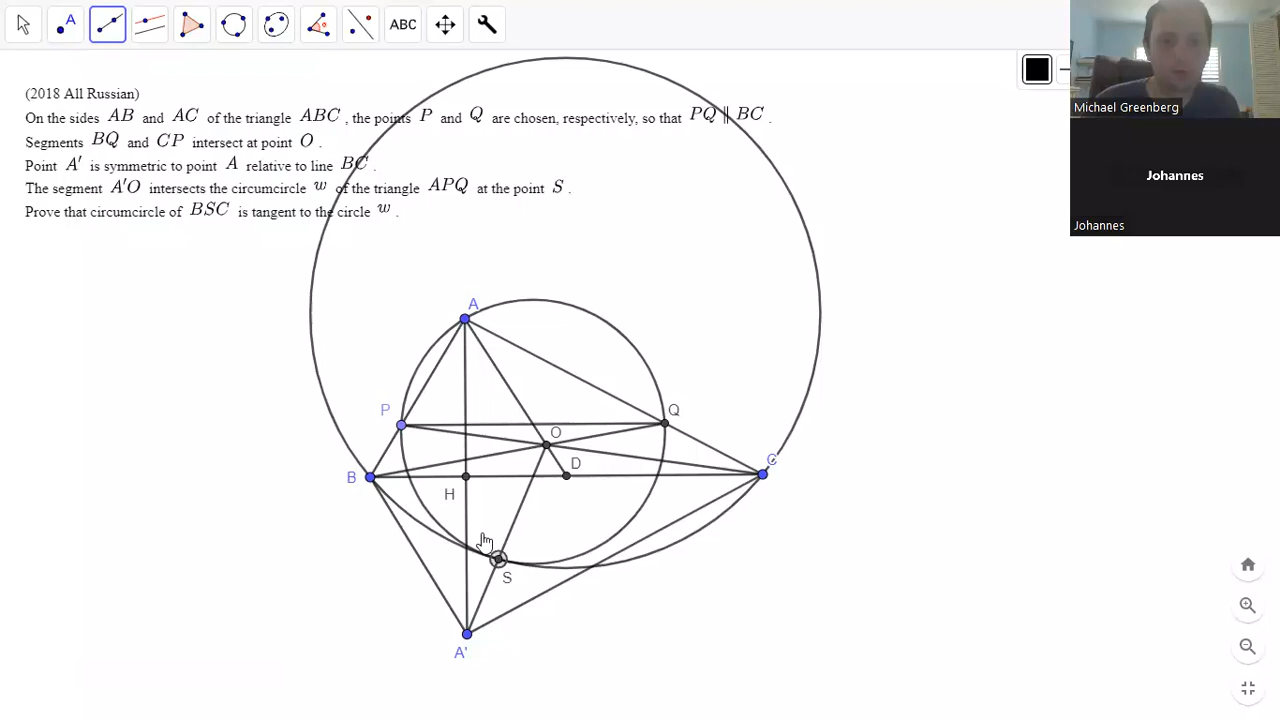 A
ABC
(2018 All Russian)
On the sides AB and AC of the triangle ABC , the points P and Q are chosen, respectively, so that PQ ∥ BC .
Segments BQ and CP intersect at point O .
Point A′ is symmetric to point A relative to line BC .
The segment A′O intersects the circumcircle w of the triangle APQ at the point S .
Prove that circumcircle of BSC is tangent to the circle w .
Michael Greenberg
Johannes
Johannes
A
P
Q
O
D
C
B
H
S
A'